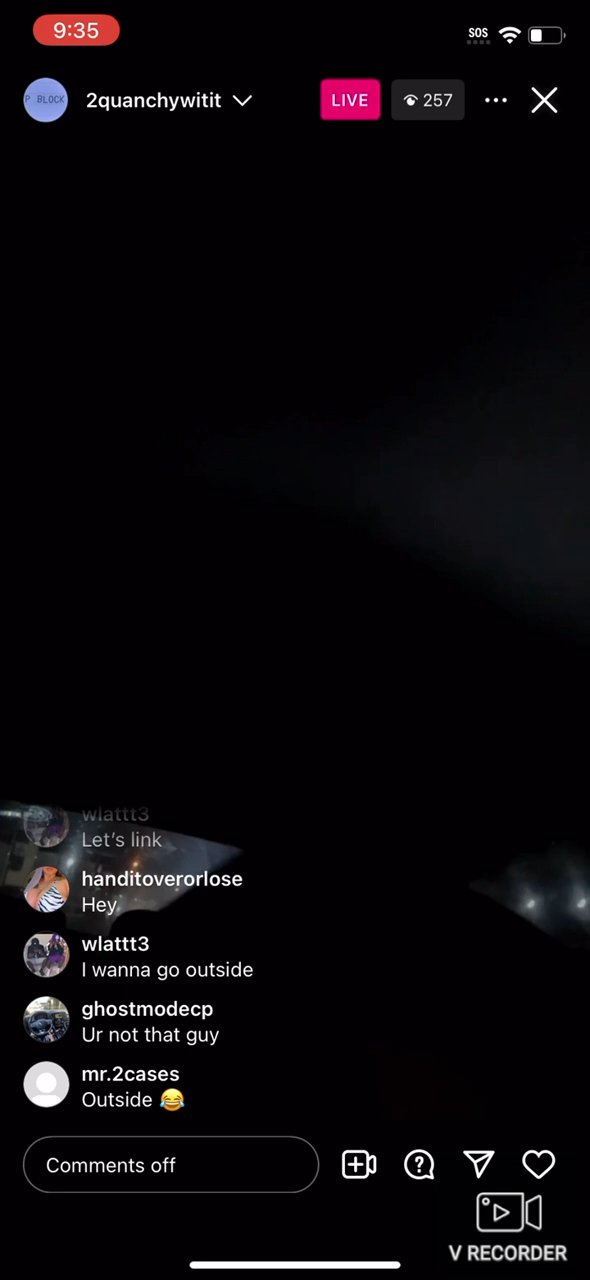 9:35
SOS
P BLOCK
2quanchywitit
LIVE
257
wlattt3
Let’s link
handitoverorlose
Hey
wlattt3
I wanna go outside
ghostmodecp
Ur not that guy
mr.2cases
Outside 😂
Comments off
V RECORDER